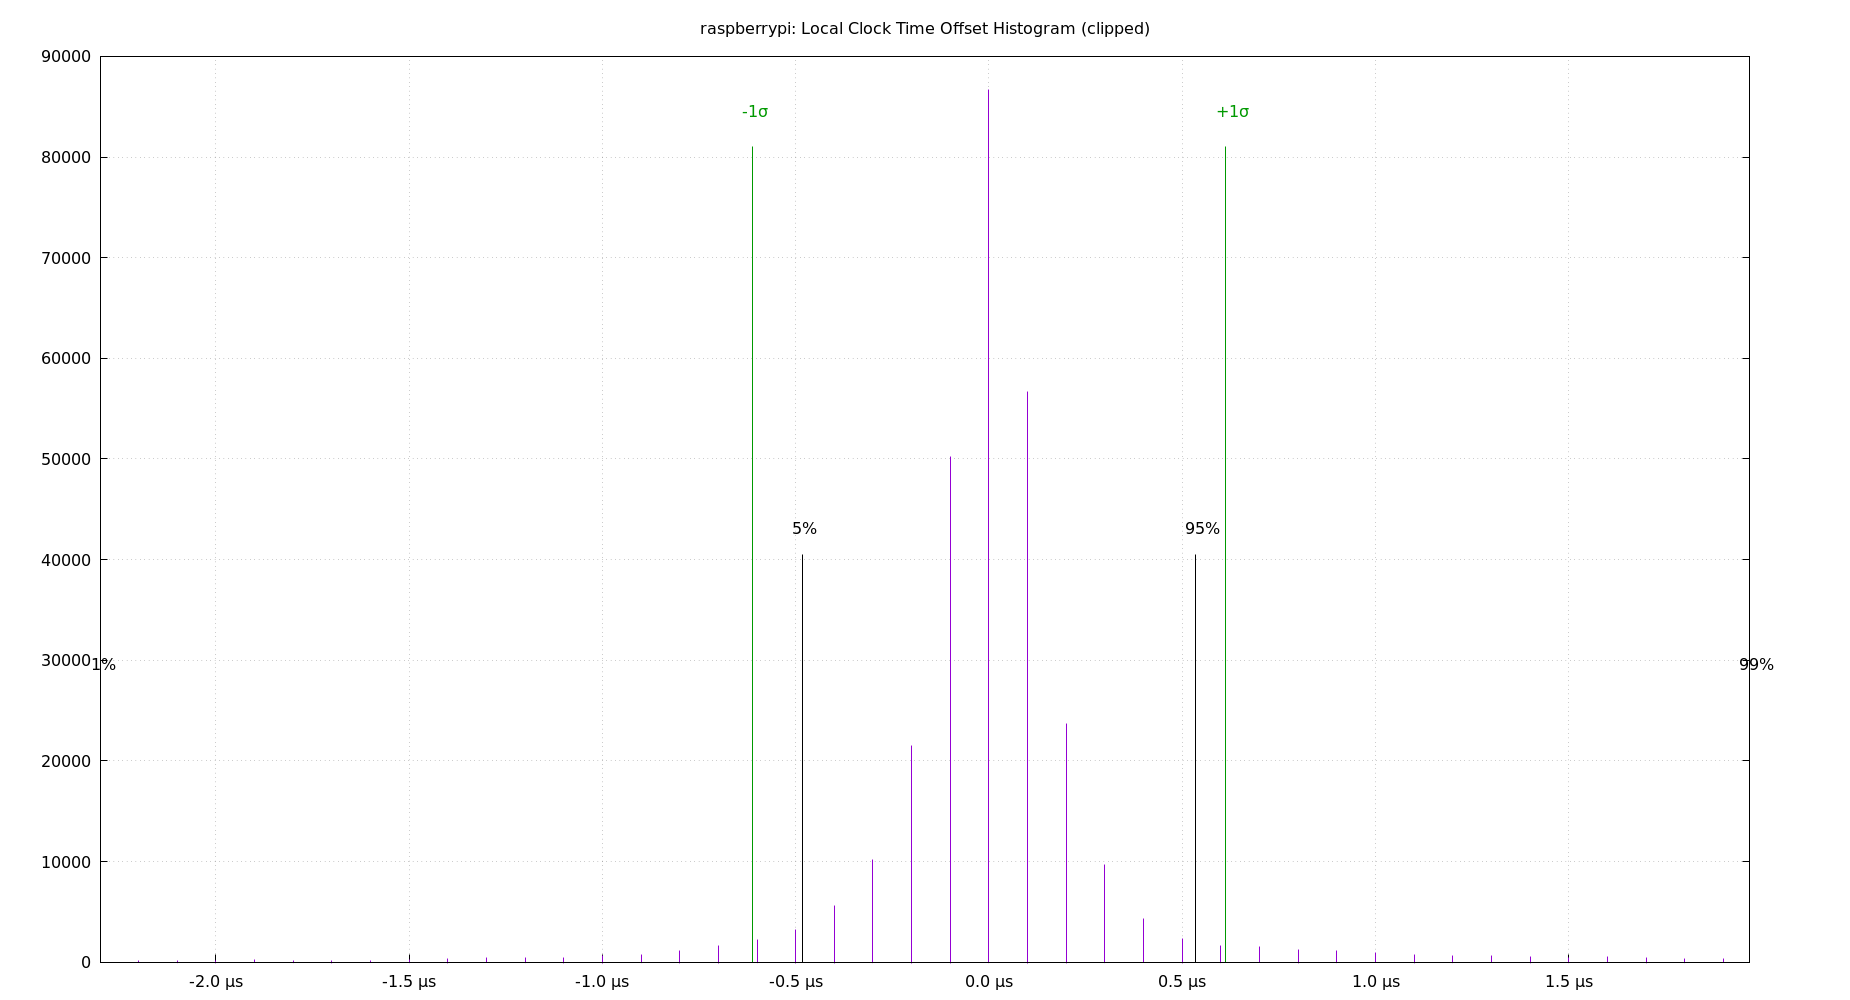 raspberrypi: Local Clock Time Offset Histogram (clipped)
90000
-1σ
+1σ
80000
70000
60000
50000
5%
95%
40000
30000
1%
99%
20000
10000
0
-2.0 µs
-1.5 µs
-1.0 µs
-0.5 µs
0.0 µs
0.5 µs
1.0 µs
1.5 µs